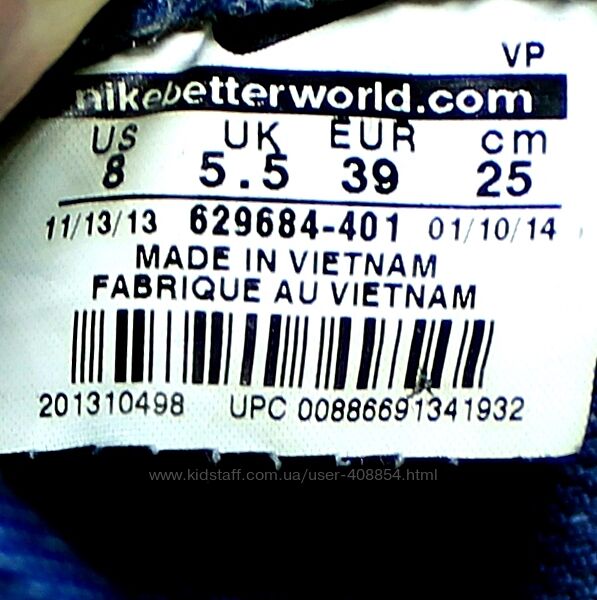 VP
nikebetterworld.com
US UK EUR cm
8 5.5 39 25
11/13/13 629684-401 01/10/14
MADE IN VIETNAM
FABRIQUE AU VIETNAM
201310498 UPC 00886691341932
www.kidstaff.com.ua/user-408854.html